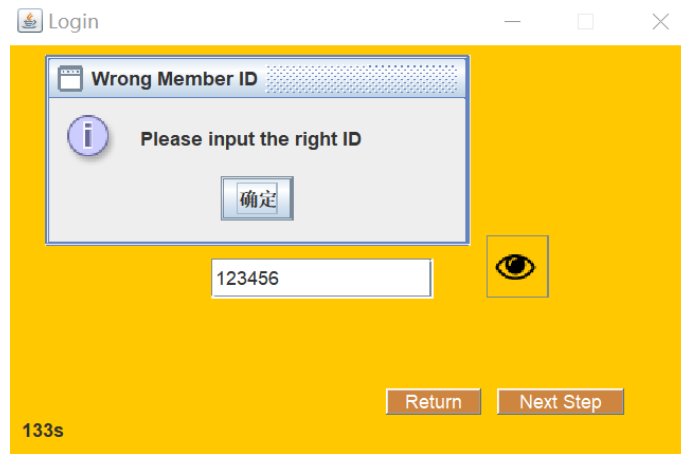 Login
Wrong Member ID
Please input the right ID
确定
123456
Return
Next Step
133s